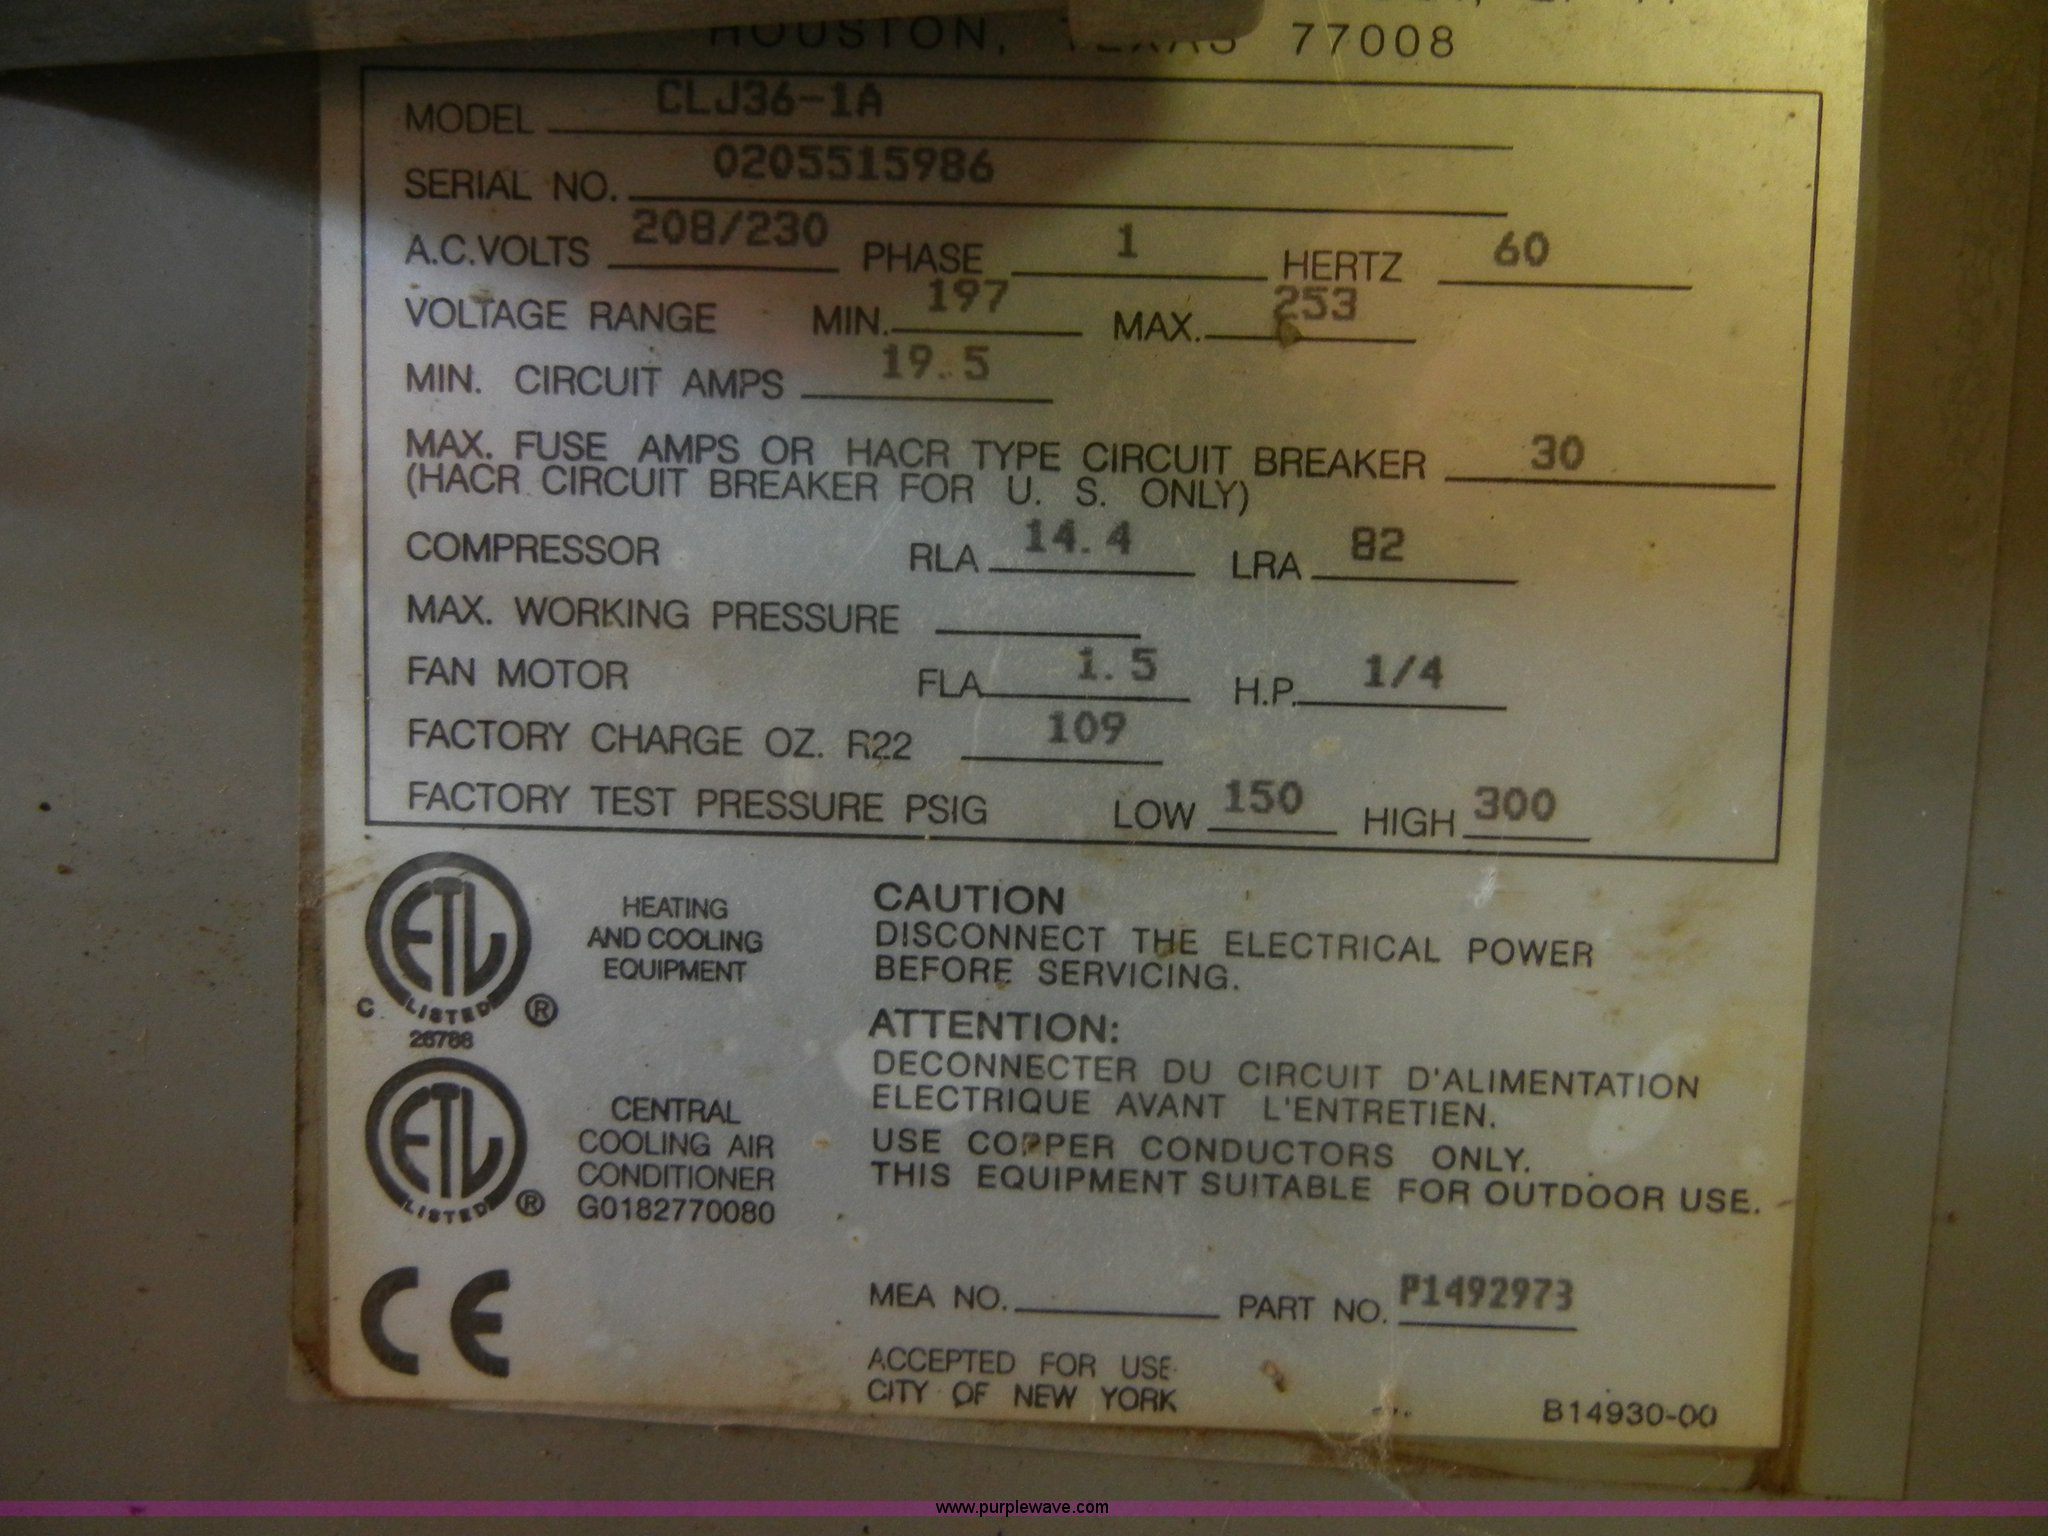 HOUSTON, TEXAS 77008
MODEL CLJ36-1A
SERIAL NO. 0205515986
A.C.VOLTS 208/230 PHASE 1 HERTZ 60
VOLTAGE RANGE MIN. 197 MAX. 253
MIN. CIRCUIT AMPS 19.5
MAX. FUSE AMPS OR HACR TYPE CIRCUIT BREAKER 30
(HACR CIRCUIT BREAKER FOR U. S. ONLY)
COMPRESSOR RLA 14.4 LRA 82
MAX. WORKING PRESSURE
FAN MOTOR FLA 1.5 H.P. 1/4
FACTORY CHARGE OZ. R22 109
FACTORY TEST PRESSURE PSIG LOW 150 HIGH 300
ETL
LISTED
C ®
26766
HEATING
AND COOLING
EQUIPMENT
CAUTION
DISCONNECT THE ELECTRICAL POWER
BEFORE SERVICING.
ATTENTION:
DECONNECTER DU CIRCUIT D'ALIMENTATION
ELECTRIQUE AVANT L'ENTRETIEN.
USE COPPER CONDUCTORS ONLY.
THIS EQUIPMENT SUITABLE FOR OUTDOOR USE.
ETL
LISTED ®
CENTRAL
COOLING AIR
CONDITIONER
G0182770080
CE
MEA NO. PART NO. P1492973
ACCEPTED FOR USE
CITY OF NEW YORK
B14930-00
www.purplewave.com